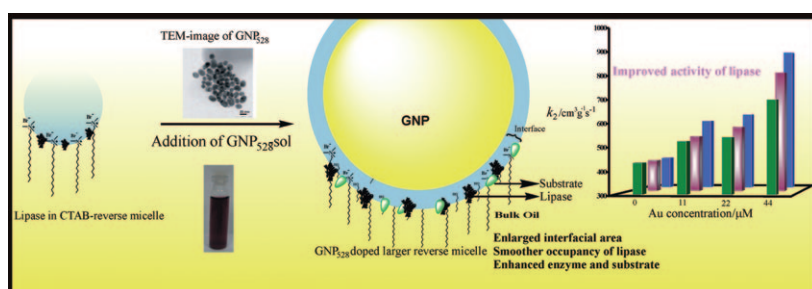 TEM-image of GNP528
Addition of GNP528sol
Lipase in CTAB-reverse micelle
GNP
Interface
Substrate
Lipase
Bulk Oil
GNP528doped larger reverse micelle
Enlarged interfacial area
Smoother occupancy of lipase
Enhanced enzyme and substrate
Improved activity of lipase
k2/cm3g-1s-1
1000
900
800
700
600
500
400
300
0 11 22 44
Au concentration/µM